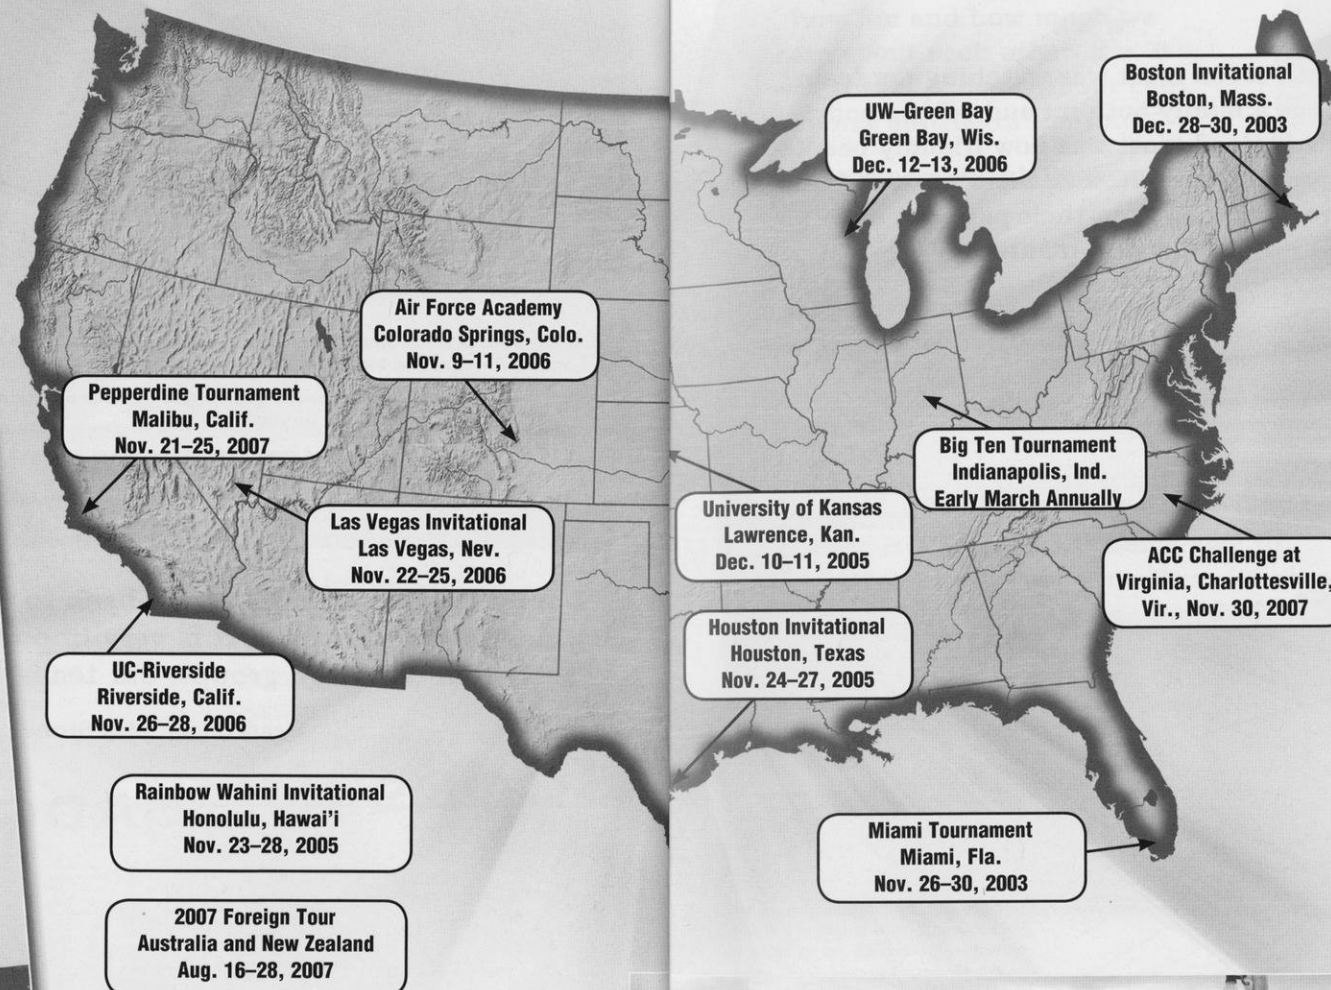 Boston Invitational
Boston, Mass.
Dec. 28–30, 2003
UW–Green Bay
Green Bay, Wis.
Dec. 12–13, 2006
Air Force Academy
Colorado Springs, Colo.
Nov. 9–11, 2006
Pepperdine Tournament
Malibu, Calif.
Nov. 21–25, 2007
Big Ten Tournament
Indianapolis, Ind.
Early March Annually
Las Vegas Invitational
Las Vegas, Nev.
Nov. 22–25, 2006
University of Kansas
Lawrence, Kan.
Dec. 10–11, 2005
ACC Challenge at
Virginia, Charlottesville,
Vir., Nov. 30, 2007
Houston Invitational
Houston, Texas
Nov. 24–27, 2005
UC-Riverside
Riverside, Calif.
Nov. 26–28, 2006
Rainbow Wahini Invitational
Honolulu, Hawai'i
Nov. 23–28, 2005
Miami Tournament
Miami, Fla.
Nov. 26–30, 2003
2007 Foreign Tour
Australia and New Zealand
Aug. 16–28, 2007